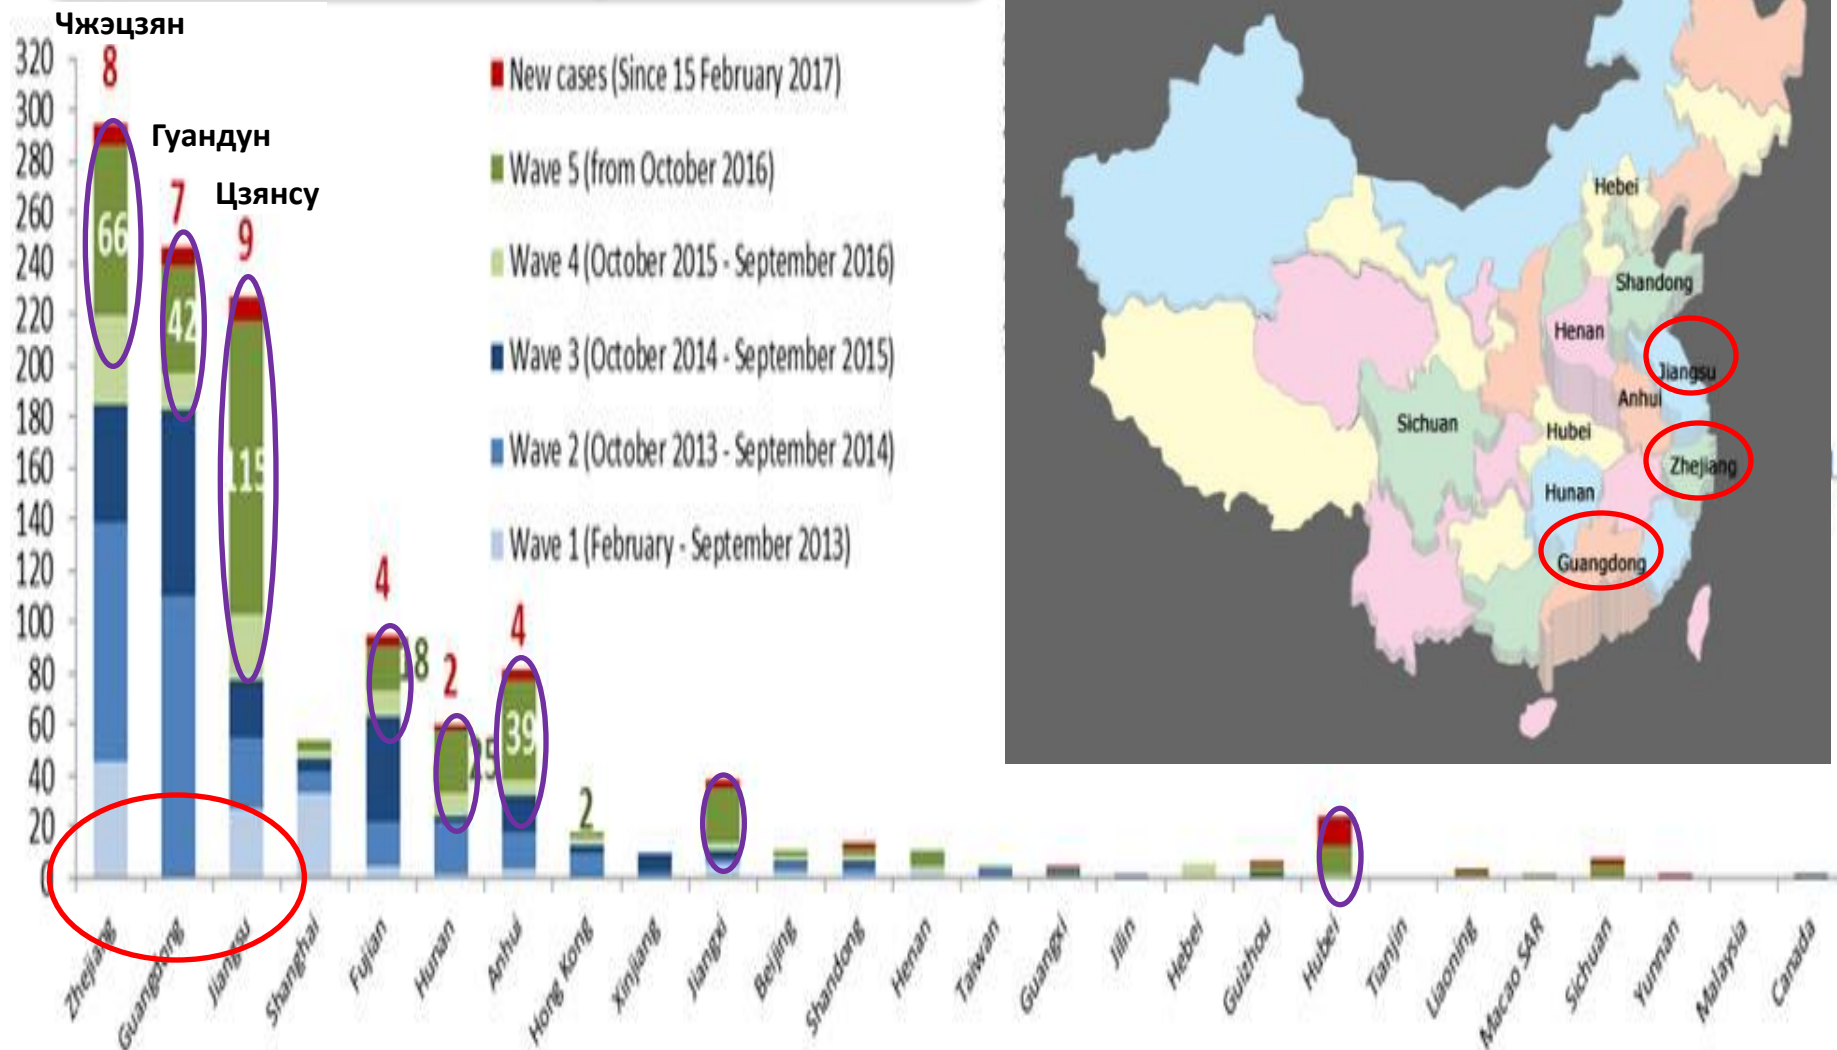 Чжэцзян
8
Гуандун
7
Цзянсу
9
4
2
4
66
42
115
18
25
39
2
320
300
280
260
240
220
200
180
160
140
120
100
80
60
40
20
0
New cases (Since 15 February 2017)
Wave 5 (from October 2016)
Wave 4 (October 2015 - September 2016)
Wave 3 (October 2014 - September 2015)
Wave 2 (October 2013 - September 2014)
Wave 1 (February - September 2013)
Zhejiang
Guangdong
Jiangsu
Shanghai
Fujian
Hunan
Anhui
Hong Kong
Xinjiang
Jiangxi
Beijing
Shandong
Henan
Taiwan
Guangxi
Jilin
Hebei
Guizhou
Hubei
Tianjin
Liaoning
Macao SAR
Sichuan
Yunnan
Malaysia
Canada
Hebei
Shandong
Henan
Jiangsu
Anhui
Sichuan
Hubei
Zhejiang
Hunan
Guangdong